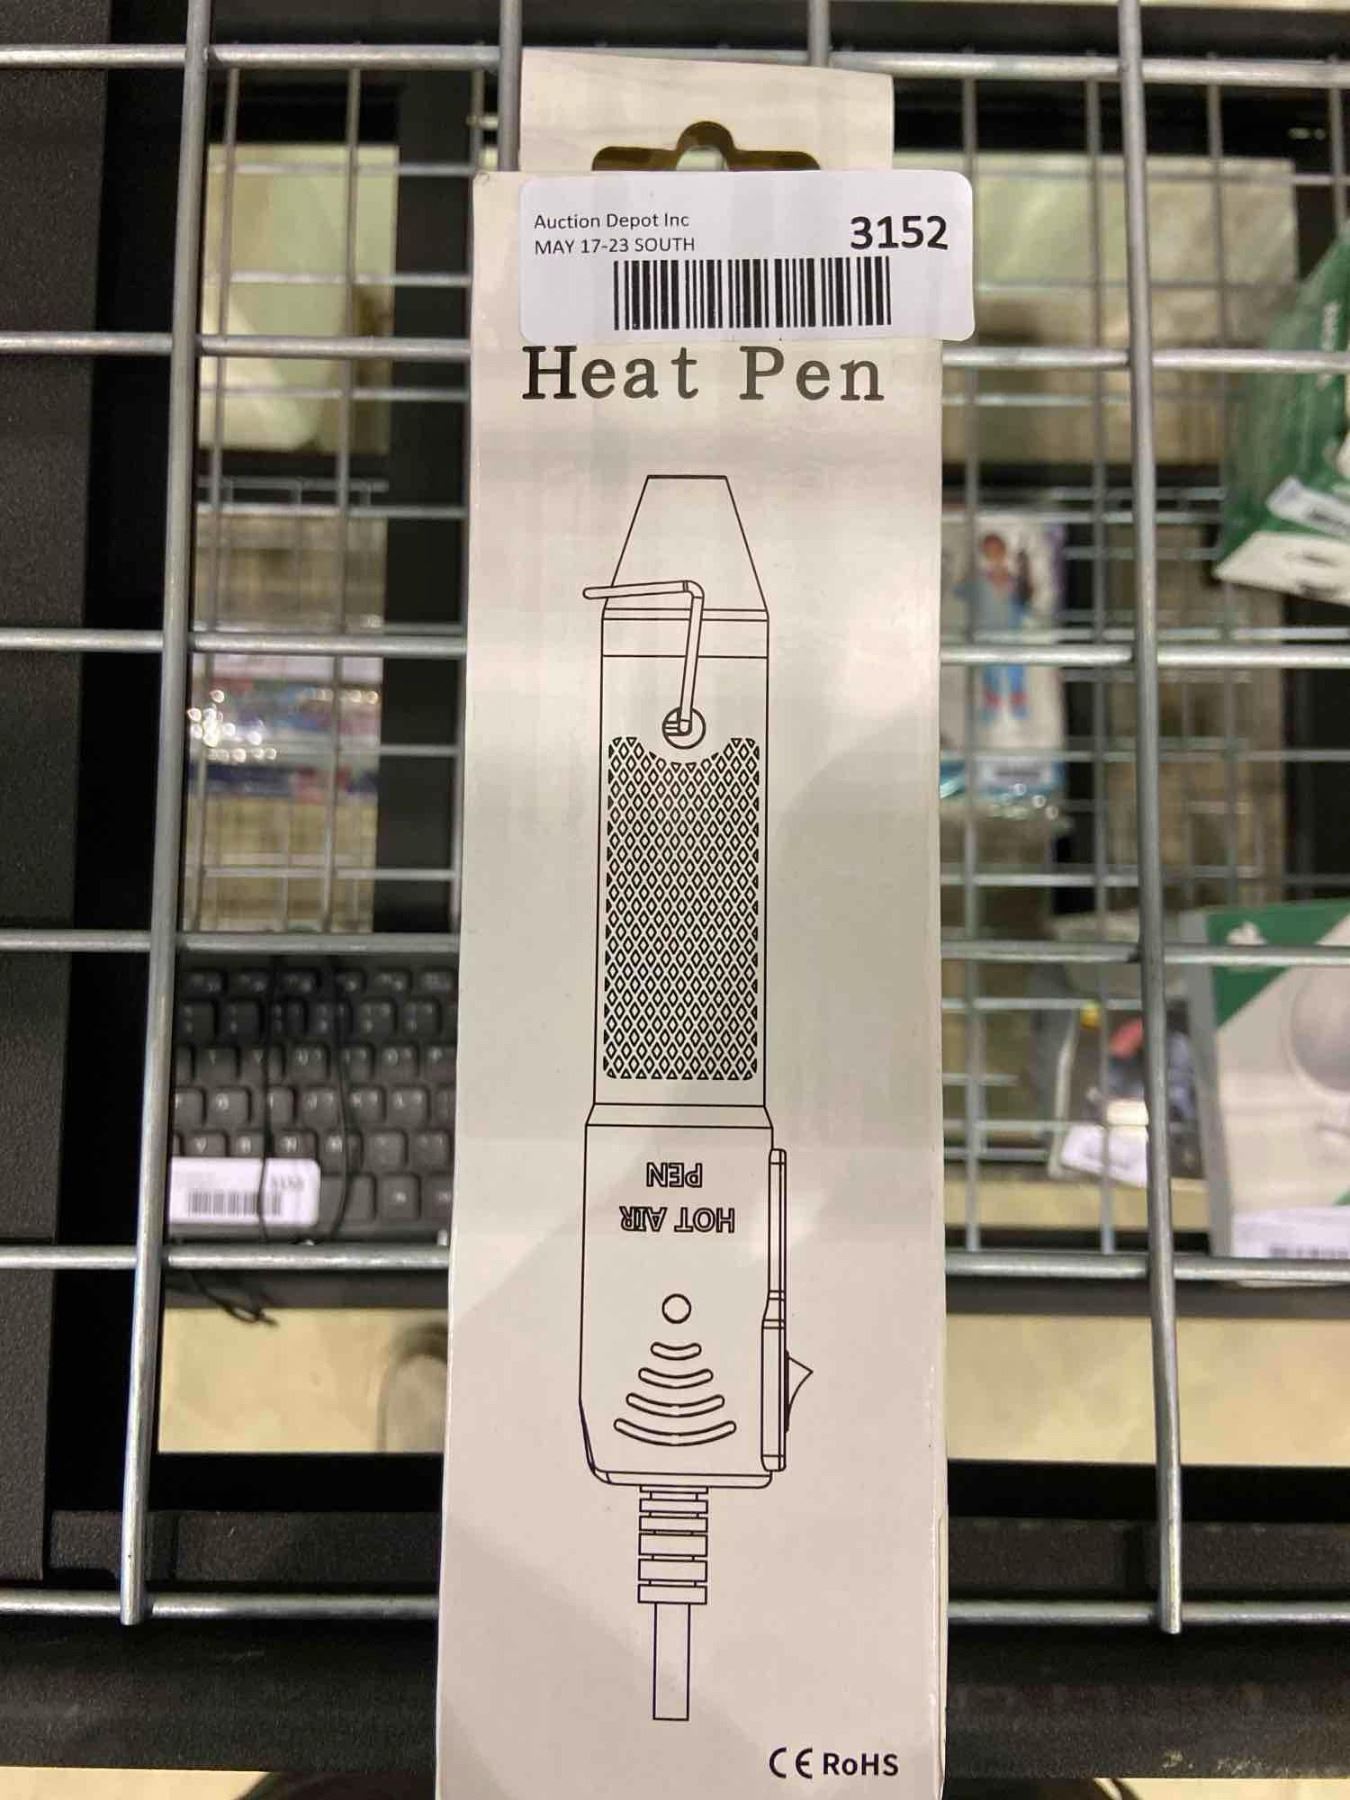 Auction Depot Inc
3152
MAY 17-23 SOUTH
Heat Pen
HOT AIR
PEN
CE RoHS